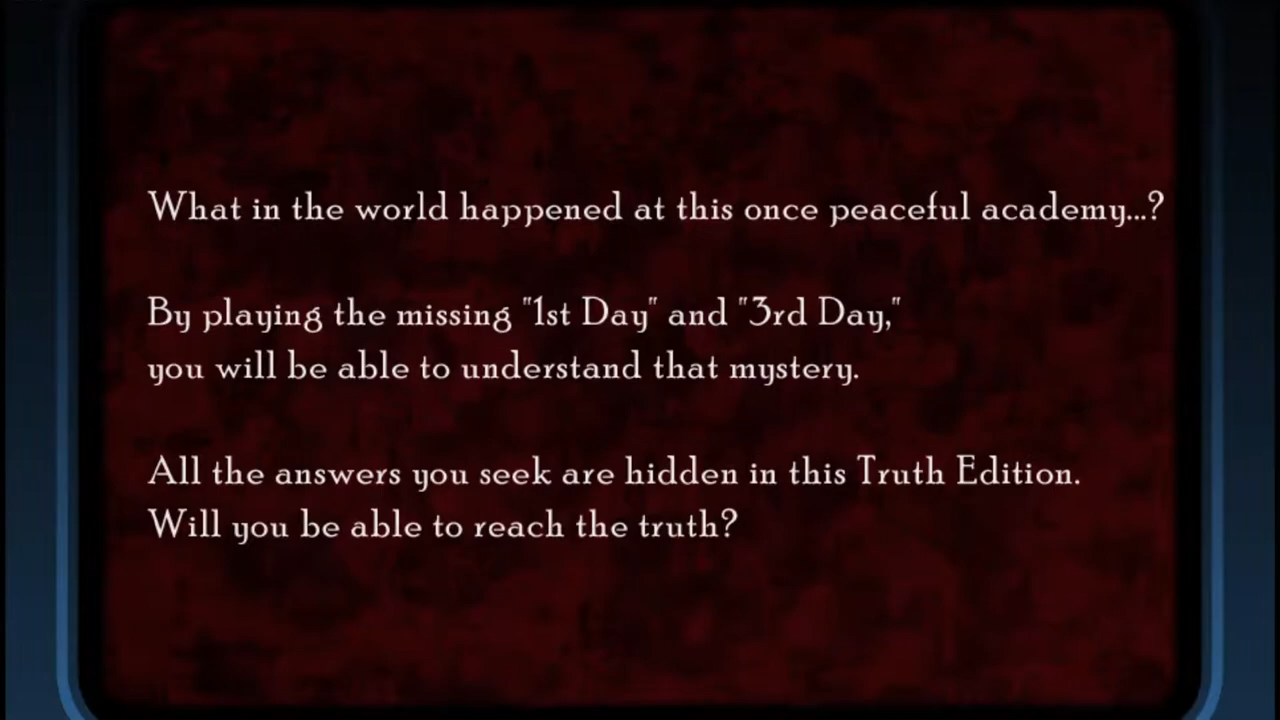 What in the world happened at this once peaceful academy...?
By playing the missing "1st Day" and "3rd Day,"
you will be able to understand that mystery.
All the answers you seek are hidden in this Truth Edition.
Will you be able to reach the truth?